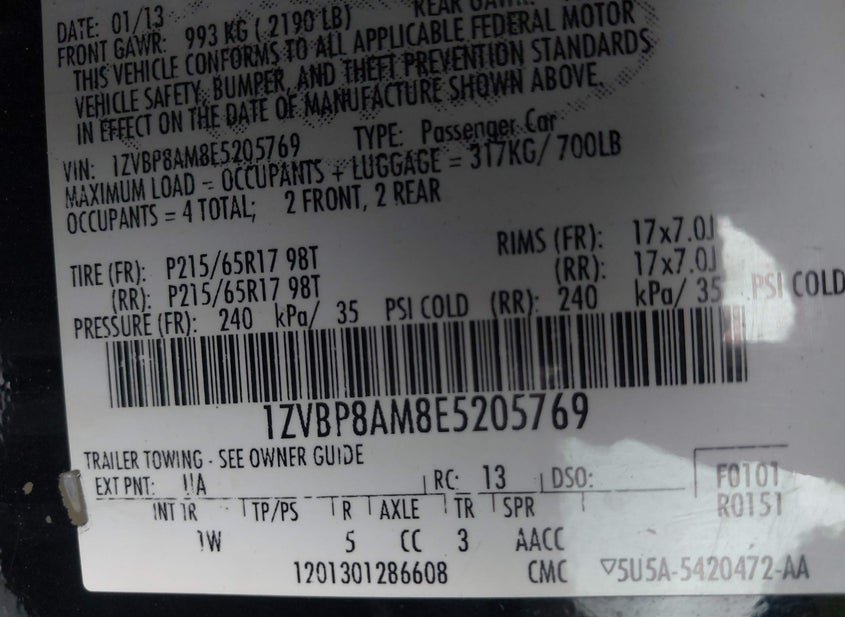 DATE: 01/13
REAR GAWR:
FRONT GAWR: 993 KG (2190 LB)
THIS VEHICLE CONFORMS TO ALL APPLICABLE FEDERAL MOTOR
VEHICLE SAFETY, BUMPER, AND THEFT PREVENTION STANDARDS
IN EFFECT ON THE DATE OF MANUFACTURE SHOWN ABOVE.
VIN: 1ZVBP8AM8E5205769 TYPE: Passenger Car
MAXIMUM LOAD = OCCUPANTS + LUGGAGE = 317KG/ 700LB
OCCUPANTS = 4 TOTAL; 2 FRONT, 2 REAR
TIRE (FR): P215/65R17 98T RIMS (FR): 17x7.0J
(RR): P215/65R17 98T (RR): 17x7.0J
PRESSURE (FR): 240 kPa/ 35 PSI COLD (RR): 240 kPa/ 35 PSI COLD
1ZVBP8AM8E5205769
TRAILER TOWING - SEE OWNER GUIDE
EXT PNT: UA RC: 13 DSO: F0101
INT TR TP/PS R AXLE TR SPR R0151
1W 5 CC 3 AACC
1201301286608 CMC ▽5U5A-5420472-AA